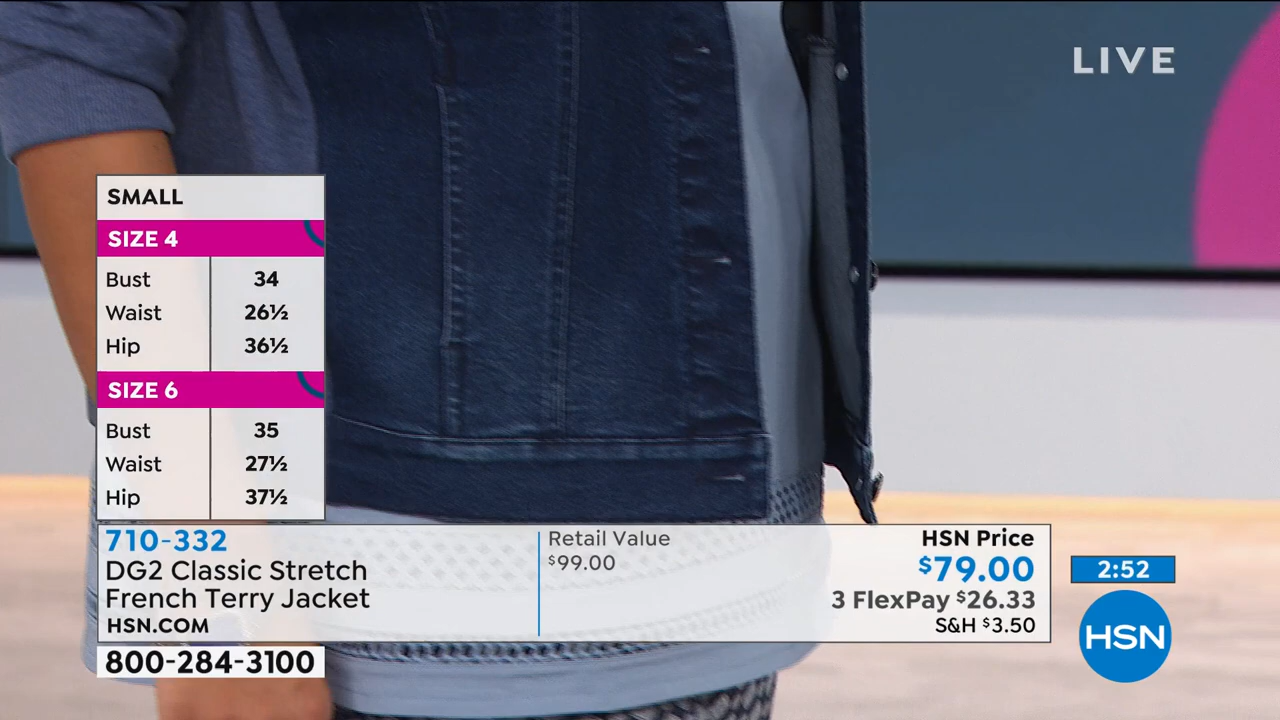 LIVE
SMALL
SIZE 4
Bust 34
Waist 26½
Hip 36½
SIZE 6
Bust 35
Waist 27½
Hip 37½
710-332
DG2 Classic Stretch
French Terry Jacket
HSN.COM
Retail Value
$99.00
HSN Price
$79.00
3 FlexPay $26.33
S&H $3.50
2:52
HSN
800-284-3100